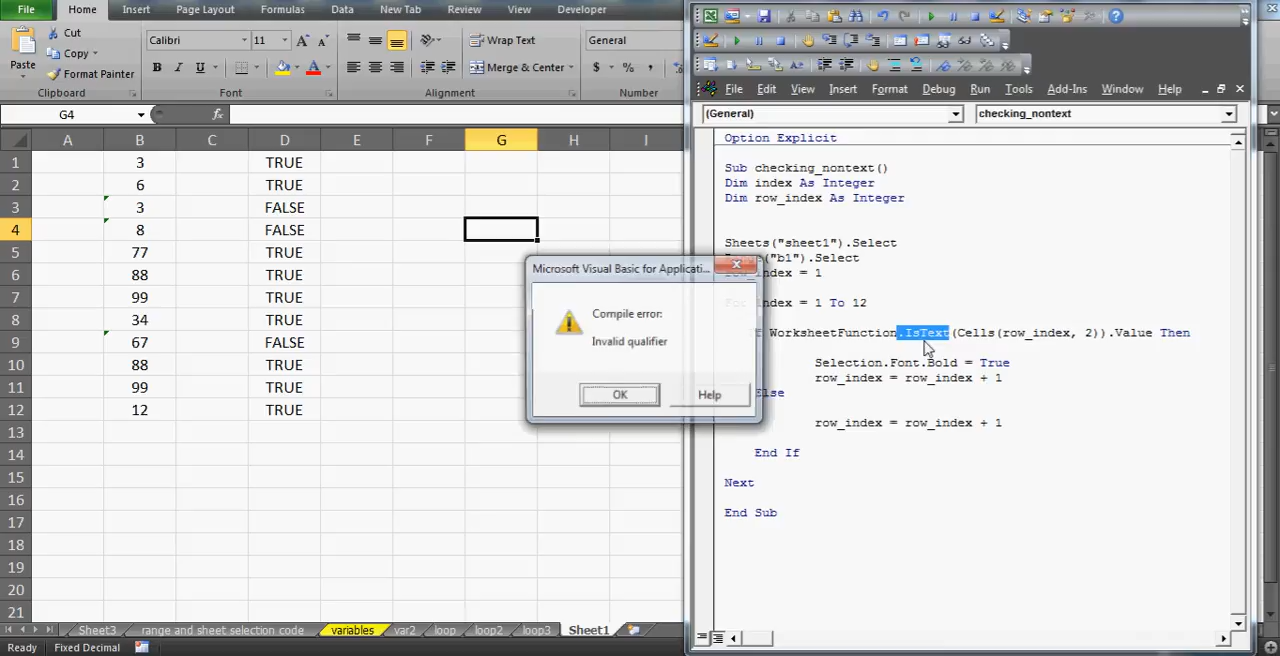 File Home Insert Page Layout Formulas Data New Tab Review View Developer
Paste Cut Copy Format Painter
Calibri 11 Wrap Text General
B I U Merge & Center $ % ,
Clipboard Font Alignment Number
G4 fx
A B C D E F G H I
1 3 TRUE
2 6 TRUE
3 3 FALSE
4 8 FALSE
5 77 TRUE
6 88 TRUE
7 99 TRUE
8 34 TRUE
9 67 FALSE
10 88 TRUE
11 99 TRUE
12 12 TRUE
13
14
15
16
17
18
19
20
21
Sheet3 range and sheet selection code variables var2 loop loop2 loop3 Sheet1
Ready Fixed Decimal
File Edit View Insert Format Debug Run Tools Add-Ins Window Help
(General) checking_nontext
Option Explicit
Sub checking_nontext()
Dim index As Integer
Dim row_index As Integer
Sheets("sheet1").Select
("b1").Select
index = 1
index = 1 To 12
WorksheetFunction.IsText(Cells(row_index, 2)).Value Then
Selection.Font.Bold = True
row_index = row_index + 1
Else
row_index = row_index + 1
End If
Next
End Sub
Microsoft Visual Basic for Applicati...
Compile error:
Invalid qualifier
OK Help